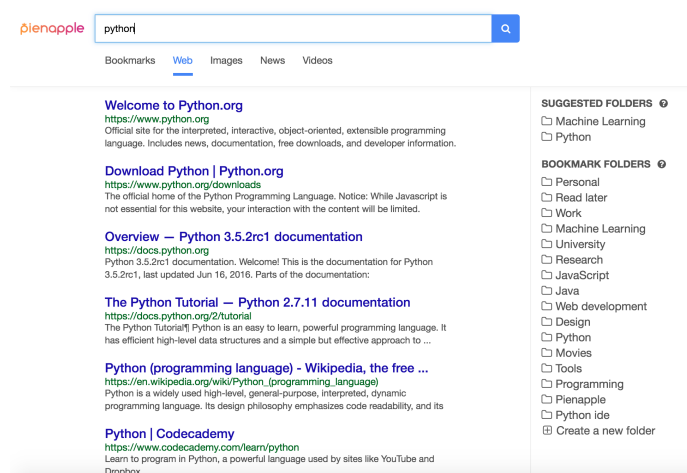 pienapple
python
Bookmarks Web Images News Videos
Welcome to Python.org
https://www.python.org
Official site for the interpreted, interactive, object-oriented, extensible programming
language. Includes news, documentation, free downloads, and developer information.
Download Python | Python.org
https://www.python.org/downloads
The official home of the Python Programming Language. Notice: While Javascript is
not essential for this website, your interaction with the content will be limited.
Overview — Python 3.5.2rc1 documentation
https://docs.python.org
Python 3.5.2rc1 documentation. Welcome! This is the documentation for Python
3.5.2rc1, last updated Jun 16, 2016. Parts of the documentation:
The Python Tutorial — Python 2.7.11 documentation
https://docs.python.org/2/tutorial
The Python Tutorial¶ Python is an easy to learn, powerful programming language. It
has efficient high-level data structures and a simple but effective approach to ...
Python (programming language) - Wikipedia, the free ...
https://en.wikipedia.org/wiki/Python_(programming_language)
Python is a widely used high-level, general-purpose, interpreted, dynamic
programming language. Its design philosophy emphasizes code readability, and its
Python | Codecademy
https://www.codecademy.com/learn/python
Learn to program in Python, a powerful language used by sites like YouTube and
Dropbox.
SUGGESTED FOLDERS
Machine Learning
Python
BOOKMARK FOLDERS
Personal
Read later
Work
Machine Learning
University
Research
JavaScript
Java
Web development
Design
Python
Movies
Tools
Programming
Pienapple
Python ide
Create a new folder